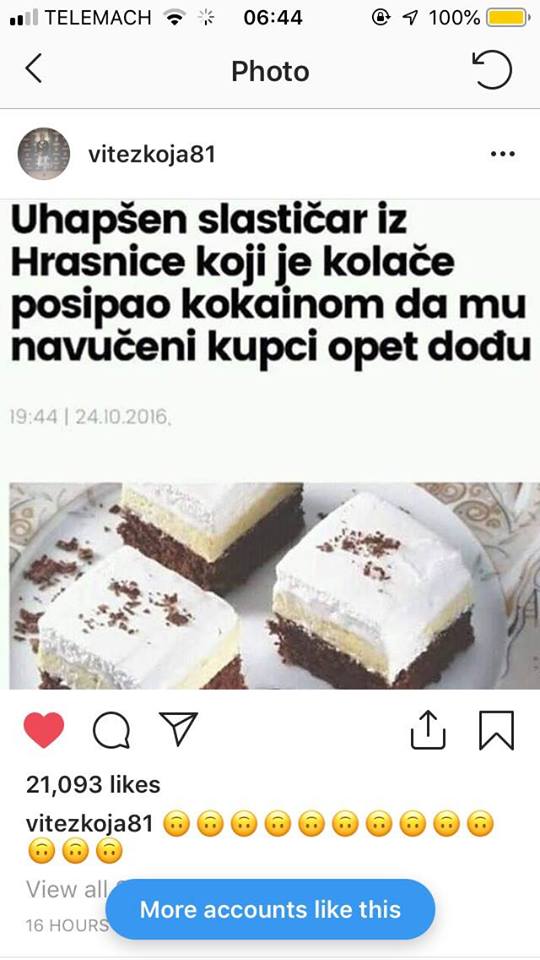 TELEMACH 06:44 100%
Photo
vitezkoja81
Uhapšen slastičar iz
Hrasnice koji je kolače
posipao kokainom da mu
navučeni kupci opet dođu
19:44 | 24.10.2016,
21,093 likes
vitezkoja81 🙃🙃🙃🙃🙃🙃🙃🙃🙃🙃
🙃🙃🙃
View all
More accounts like this
16 HOURS